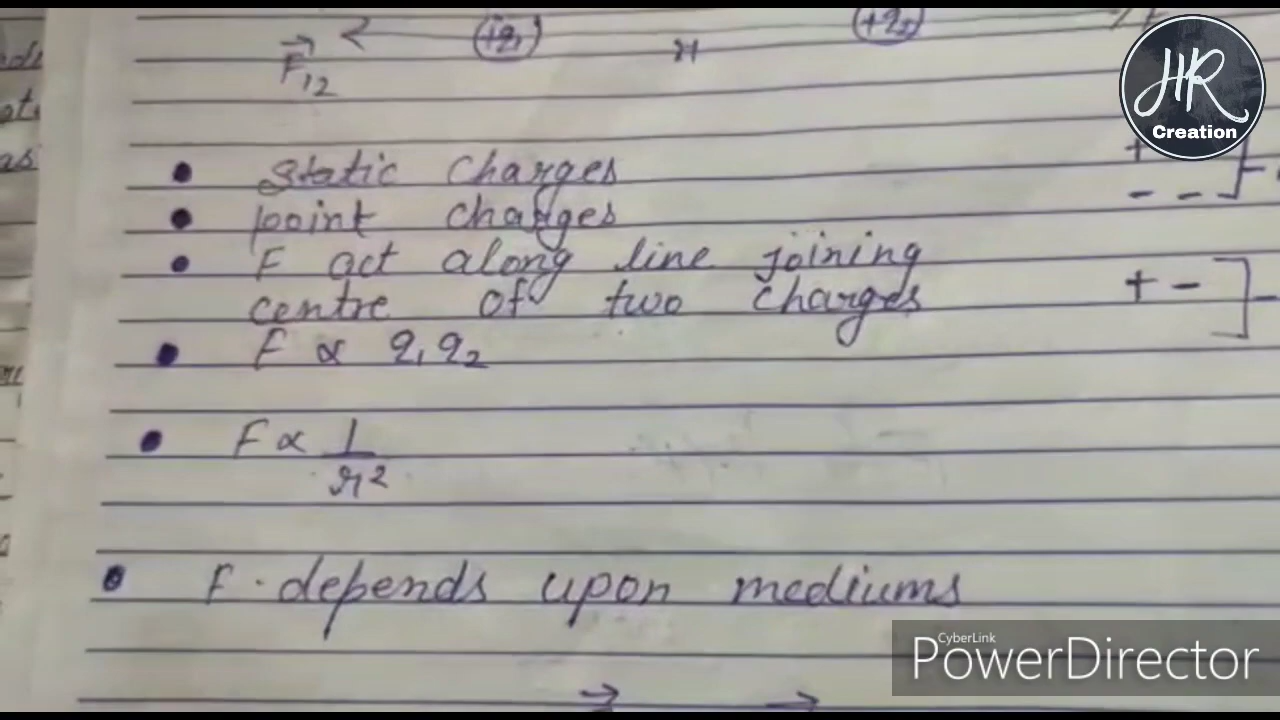 +q₁ +q₂
F₁₂
HR
Creation
• Static Charges
• point charges
• F act along line joining
centre of two charges
• F ∝ q₁q₂
• F ∝ 1/r²
• F. depends upon mediums
+
- -
+ -
CyberLink
PowerDirector